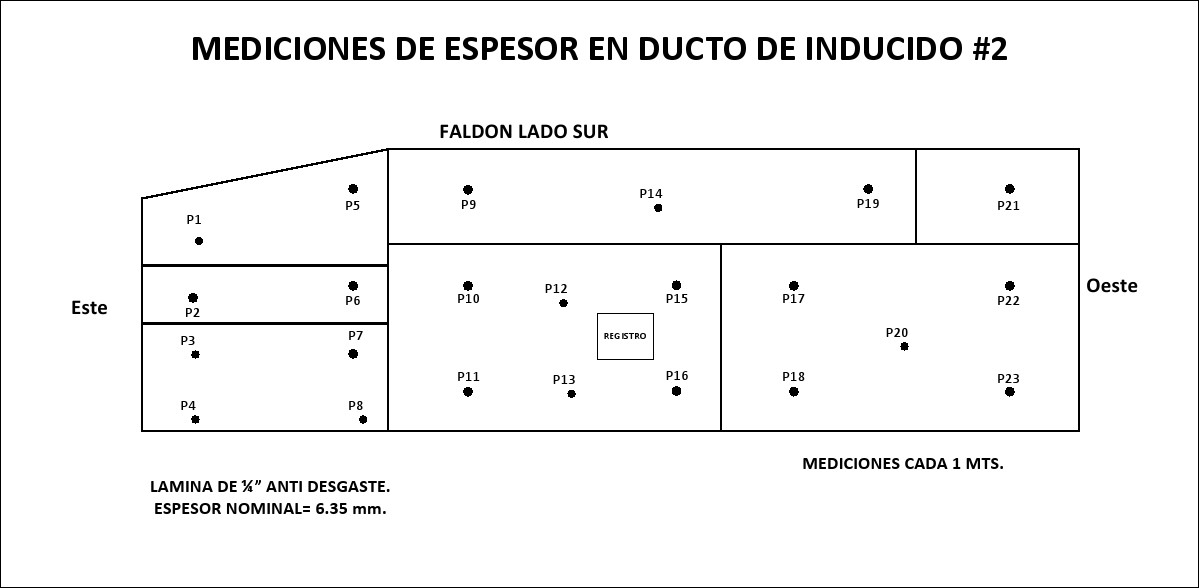 MEDICIONES DE ESPESOR EN DUCTO DE INDUCIDO #2
FALDON LADO SUR
P1
P5
P9
P14
P19
P21
Este
P2
P6
P10
P12
P15
P17
P22
Oeste
P3
P7
REGISTRO
P20
P4
P8
P11
P13
P16
P18
P23
MEDICIONES CADA 1 MTS.
LAMINA DE ¼” ANTI DESGASTE.
ESPESOR NOMINAL= 6.35 mm.